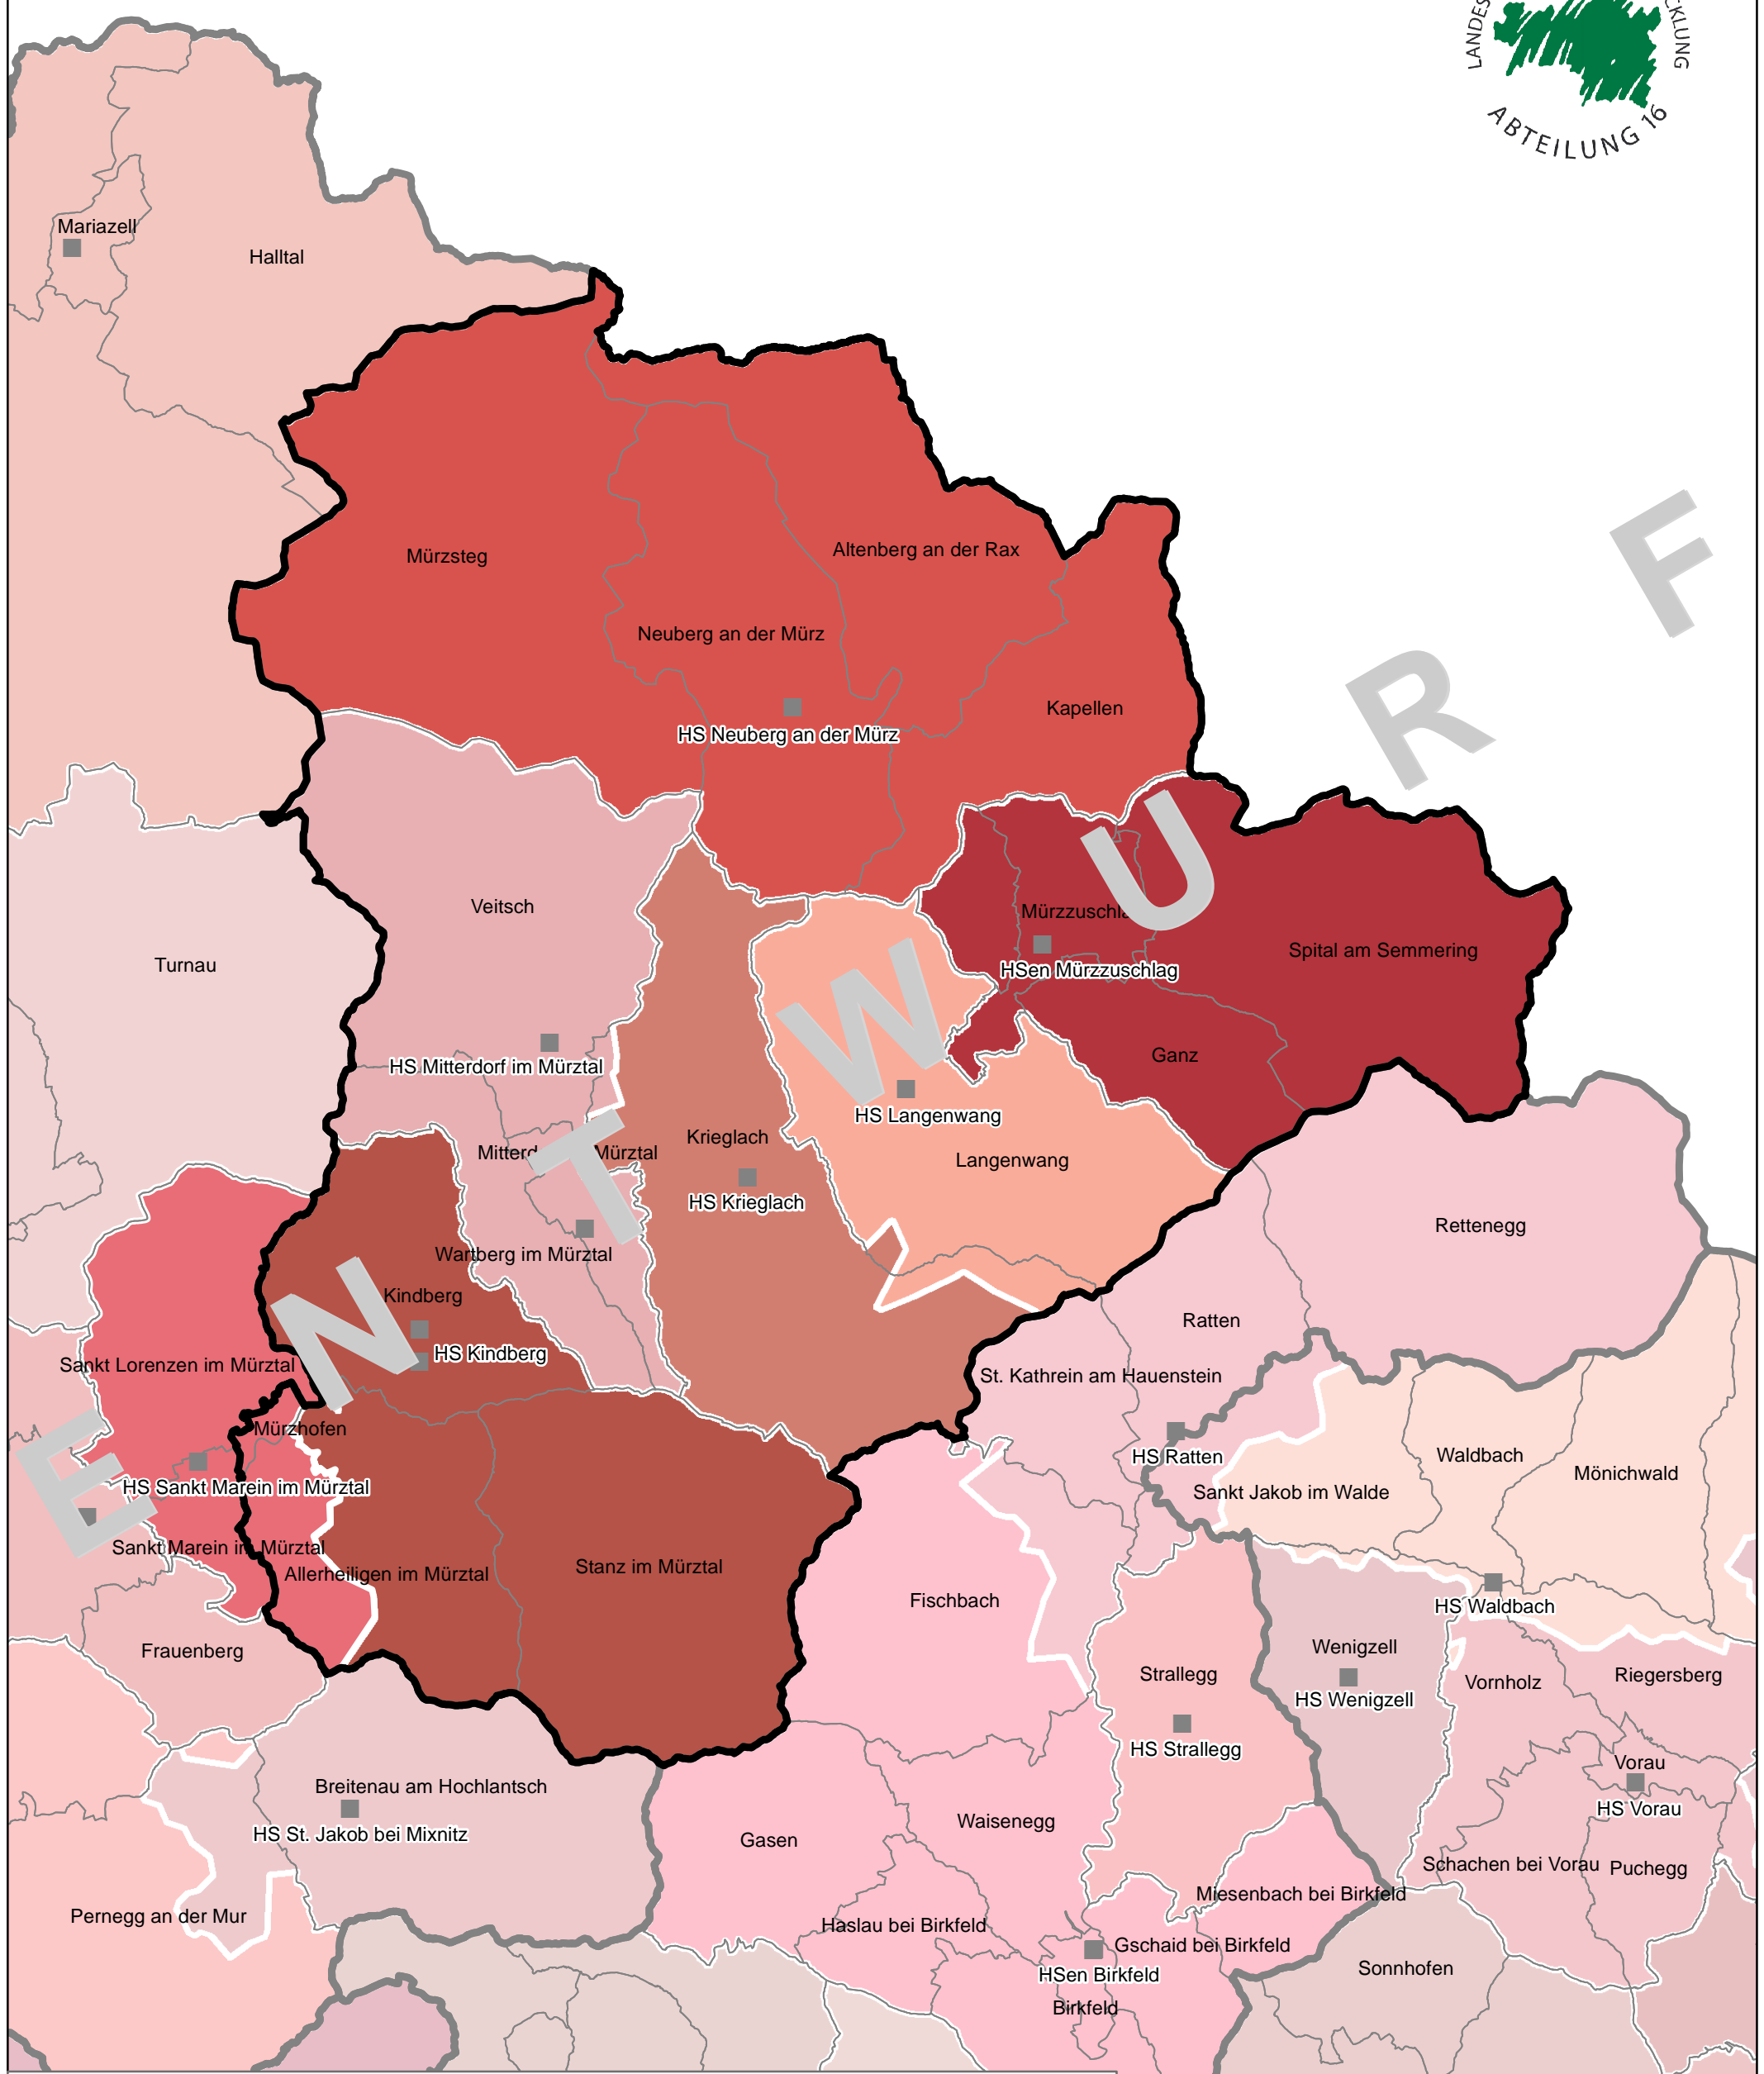 LANDES
CKLUNG
ABTEILUNG 16
Mariazell
Halltal
Mürzsteg
Altenberg an der Rax
Neuberg an der Mürz
Kapellen
HS Neuberg an der Mürz
Veitsch
Mürzzuschla
Spital am Semmering
Turnau
HSen Mürzzuschlag
Ganz
HS Mitterdorf im Mürztal
HS Langenwang
Krieglach
Mitterd Mürztal
Langenwang
HS Krieglach
Rettenegg
Wartberg im Mürztal
Kindberg
Ratten
HS Kindberg
Sankt Lorenzen im Mürztal
St. Kathrein am Hauenstein
Mürzhofen
HS Ratten
Waldbach
Mönichwald
HS Sankt Marein im Mürztal
Sankt Jakob im Walde
Sankt Marein im Mürztal
Allerheiligen im Mürztal
Stanz im Mürztal
Fischbach
HS Waldbach
Frauenberg
Wenigzell
Strallegg
Vornholz
Riegersberg
HS Wenigzell
HS Strallegg
Vorau
Breitenau am Hochlantsch
HS Vorau
Waisenegg
HS St. Jakob bei Mixnitz
Gasen
Schachen bei Vorau
Puchegg
Miesenbach bei Birkfeld
Pernegg an der Mur
Haslau bei Birkfeld
Gschaid bei Birkfeld
Sonnhofen
HSen Birkfeld
Birkfeld
ENTWURF